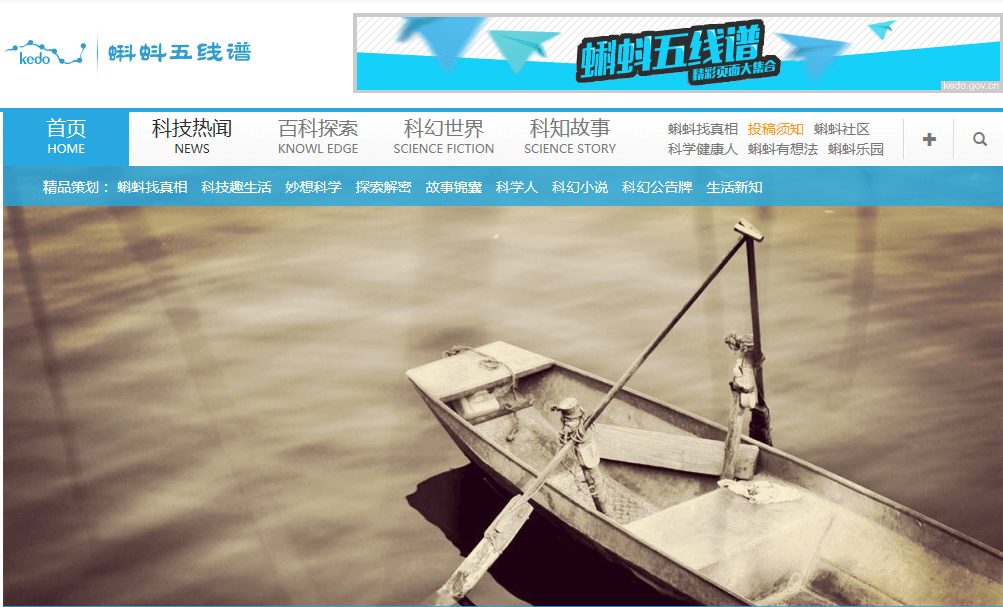 kedo
蝌蚪五线谱
蝌蚪五线谱
精彩页面大集合
kedo.gov.cn
首页
HOME
科技热闻
NEWS
百科探索
KNOWL EDGE
科幻世界
SCIENCE FICTION
科知故事
SCIENCE STORY
蝌蚪找真相 投稿须知 蝌蚪社区
科学健康人 蝌蚪有想法 蝌蚪乐园
精品策划： 蝌蚪找真相 科技趣生活 妙想科学 探索解密 故事锦囊 科学人 科幻小说 科幻公告牌 生活新知